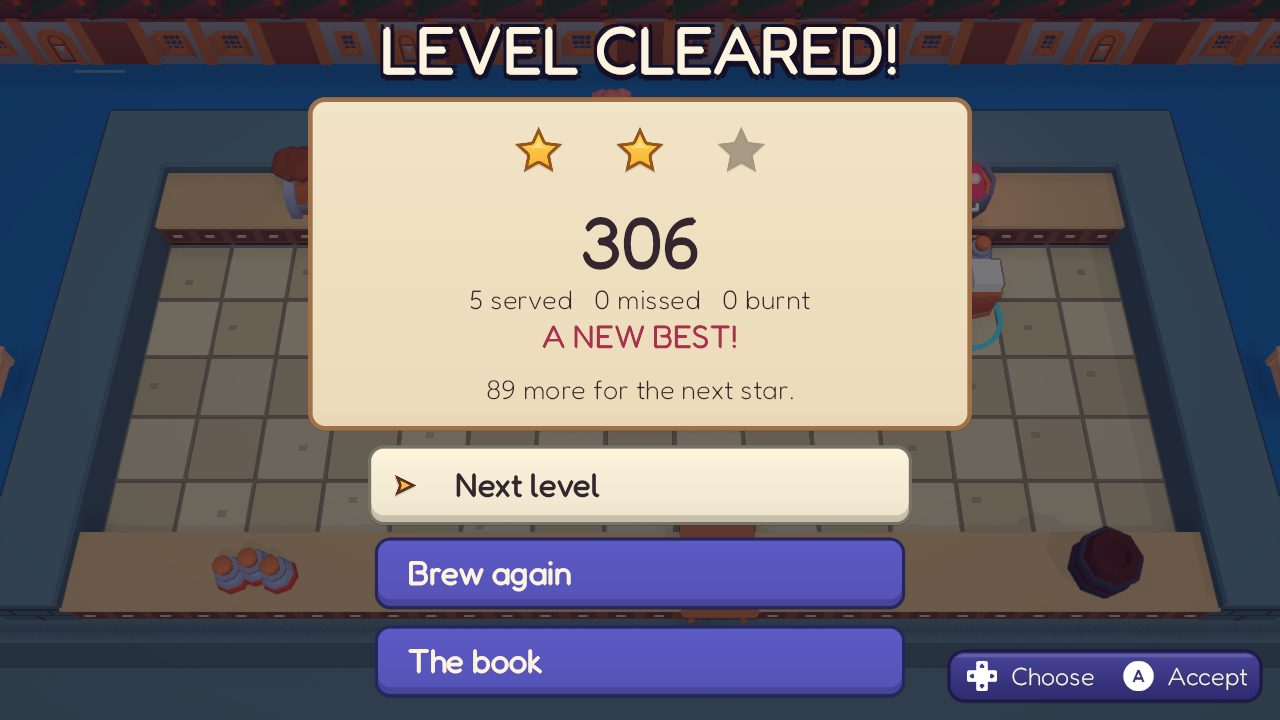 LEVEL CLEARED!
306
5 served 0 missed 0 burnt
A NEW BEST!
89 more for the next star.
Next level
Brew again
The book
Choose A Accept